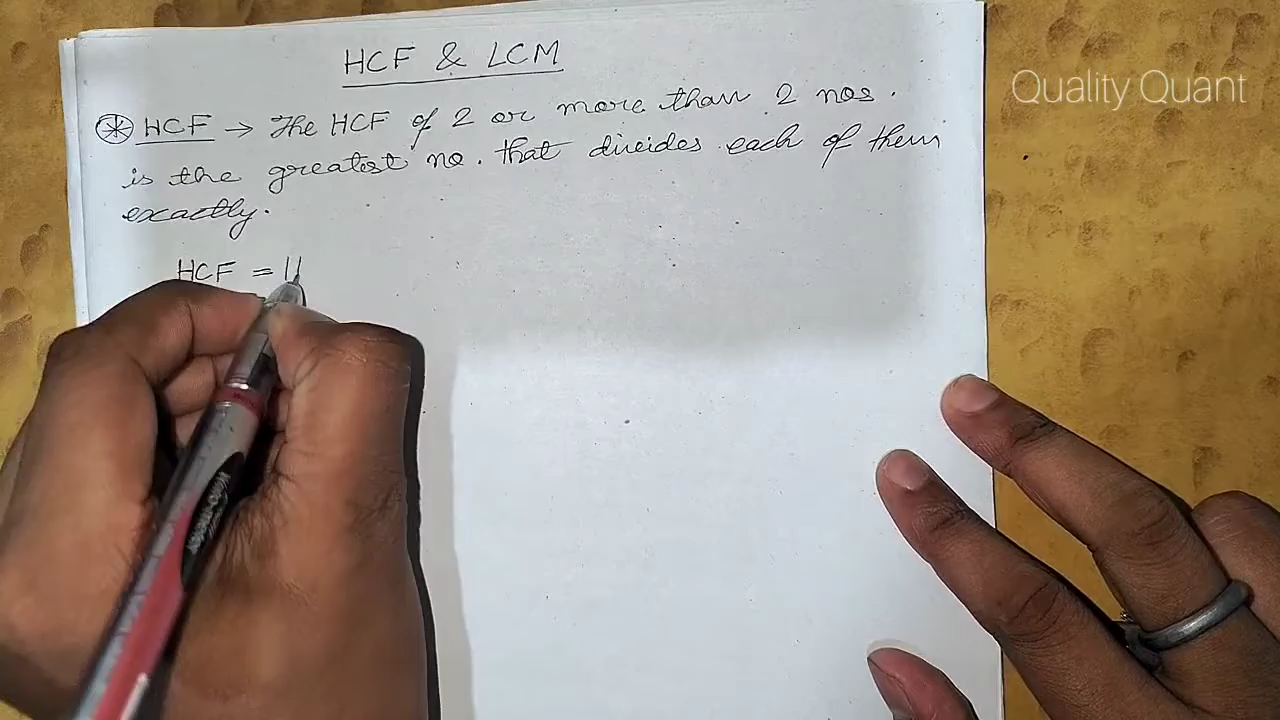 HCF & LCM
Quality Quant
HCF → The HCF of 2 or more than 2 nos.
is the greatest no. that divides each of them
exactly.
HCF =